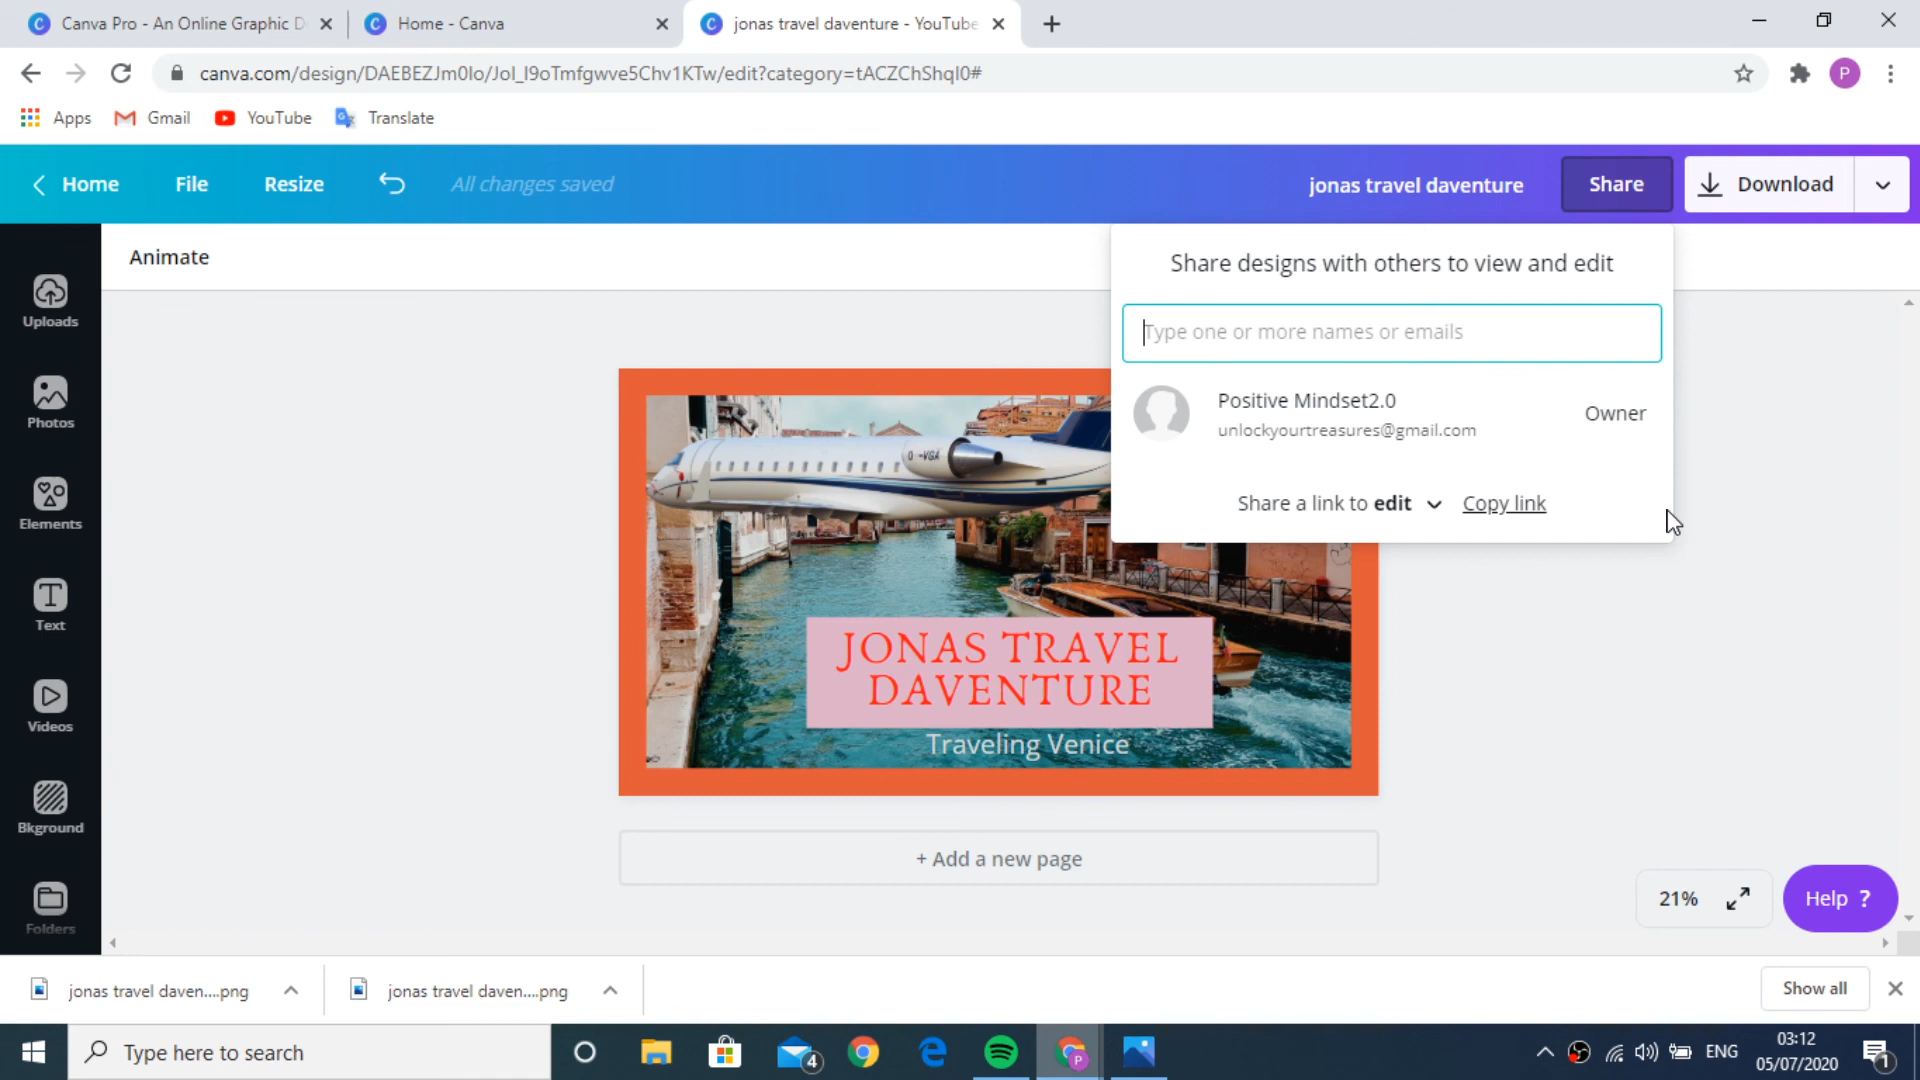 Canva Pro - An Online Graphic D
Home - Canva
jonas travel daventure - YouTube
canva.com/design/DAEBEZJm0Io/JoI_I9oTmfgwve5Chv1KTw/edit?category=tACZChShqI0#
P
Apps
Gmail
YouTube
Translate
Home
File
Resize
All changes saved
jonas travel daventure
Share
Download
Animate
Share designs with others to view and edit
Type one or more names or emails
Positive Mindset2.0
unlockyourtreasures@gmail.com
Owner
Share a link to edit
Copy link
Uploads
Photos
Elements
Text
Videos
Bkground
Folders
JONAS TRAVEL
DAVENTURE
Traveling Venice
+ Add a new page
21%
Help ?
jonas travel daven....png
jonas travel daven....png
Show all
Type here to search
4
P
ENG
03:12
05/07/2020
1